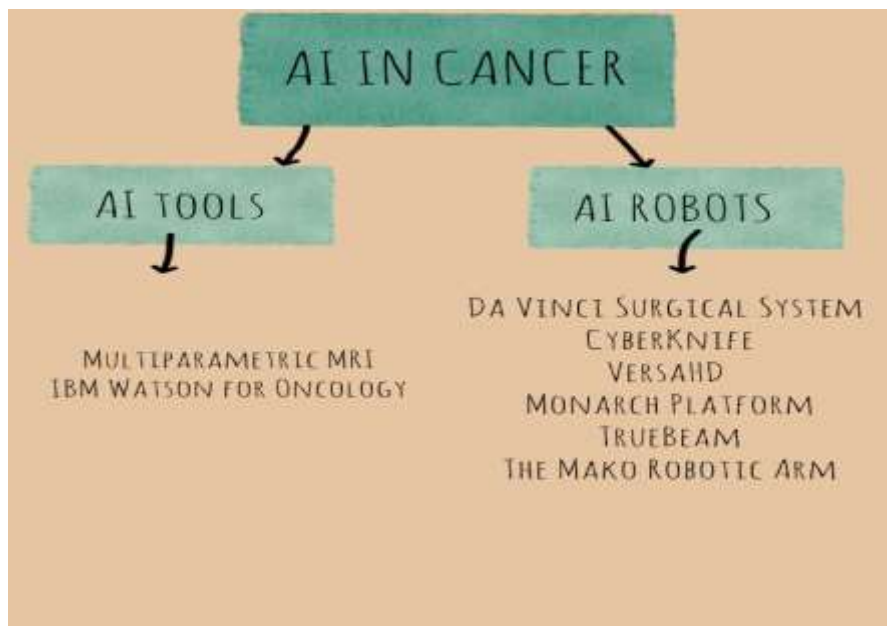 AI IN CANCER
AI TOOLS
MULTIPARAMETRIC MRI
IBM WATSON FOR ONCOLOGY
AI ROBOTS
DA VINCI SURGICAL SYSTEM
CYBERKNIFE
VERSAHD
MONARCH PLATFORM
TRUEBEAM
THE MAKO ROBOTIC ARM